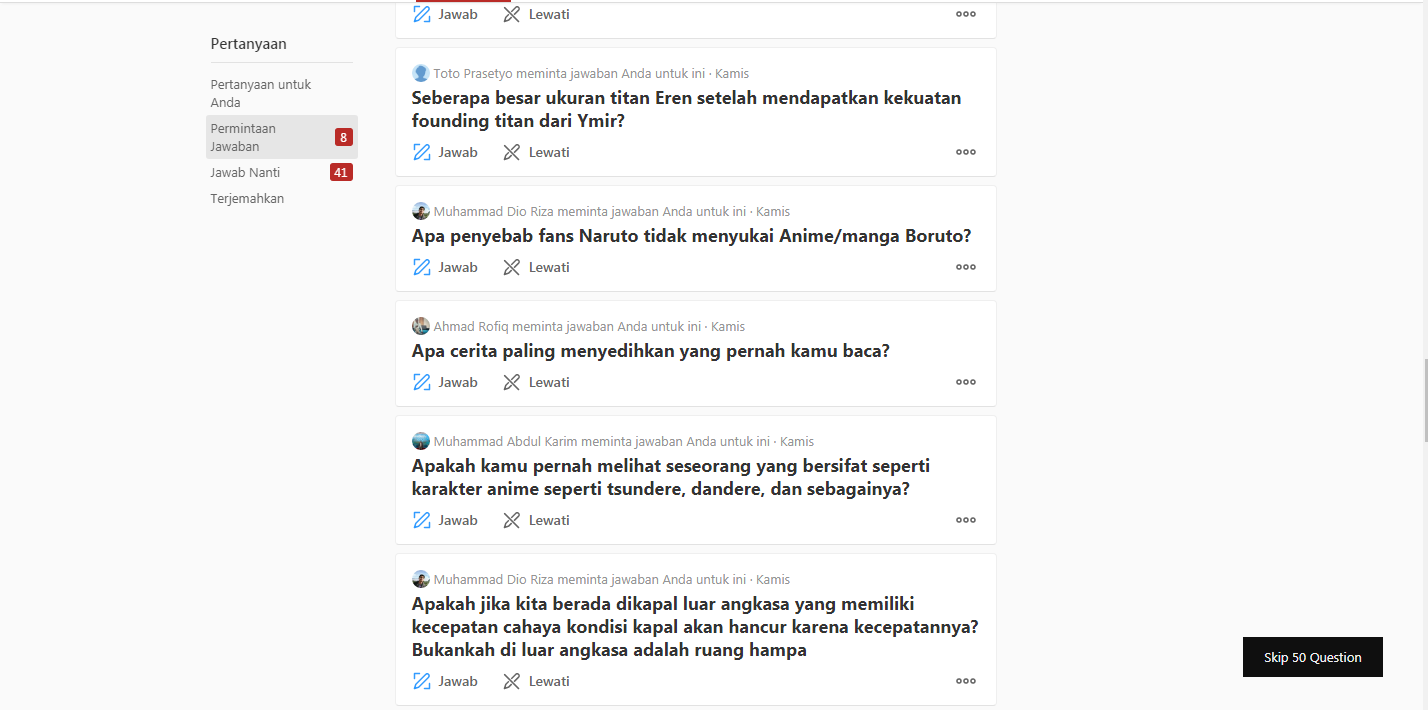 Jawab Lewati
Pertanyaan
Pertanyaan untuk
Anda
Permintaan
Jawaban 8
Jawab Nanti 41
Terjemahkan
Toto Prasetyo meminta jawaban Anda untuk ini · Kamis
Seberapa besar ukuran titan Eren setelah mendapatkan kekuatan
founding titan dari Ymir?
Jawab Lewati
Muhammad Dio Riza meminta jawaban Anda untuk ini · Kamis
Apa penyebab fans Naruto tidak menyukai Anime/manga Boruto?
Jawab Lewati
Ahmad Rofiq meminta jawaban Anda untuk ini · Kamis
Apa cerita paling menyedihkan yang pernah kamu baca?
Jawab Lewati
Muhammad Abdul Karim meminta jawaban Anda untuk ini · Kamis
Apakah kamu pernah melihat seseorang yang bersifat seperti
karakter anime seperti tsundere, dandere, dan sebagainya?
Jawab Lewati
Muhammad Dio Riza meminta jawaban Anda untuk ini · Kamis
Apakah jika kita berada dikapal luar angkasa yang memiliki
kecepatan cahaya kondisi kapal akan hancur karena kecepatannya?
Bukankah di luar angkasa adalah ruang hampa
Jawab Lewati
Skip 50 Question